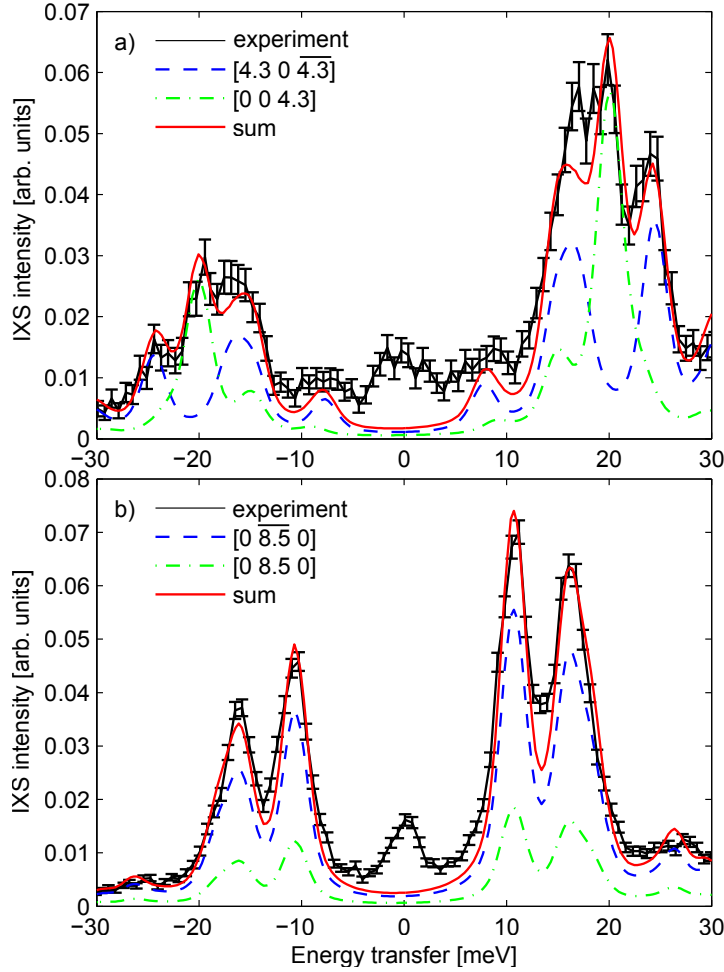 0.07
a)
experiment
0.06
[4.3 0 4̅.̅3̅]
[0 0 4.3]
0.05
sum
0.04
0.03
0.02
0.01
0
IXS intensity [arb. units]
−30 −20 −10 0 10 20 30
0.08
b)
experiment
0.07
[0 8̅.̅5̅ 0]
[0 8.5 0]
0.06
sum
0.05
0.04
0.03
0.02
0.01
0
IXS intensity [arb. units]
−30 −20 −10 0 10 20 30
Energy transfer [meV]